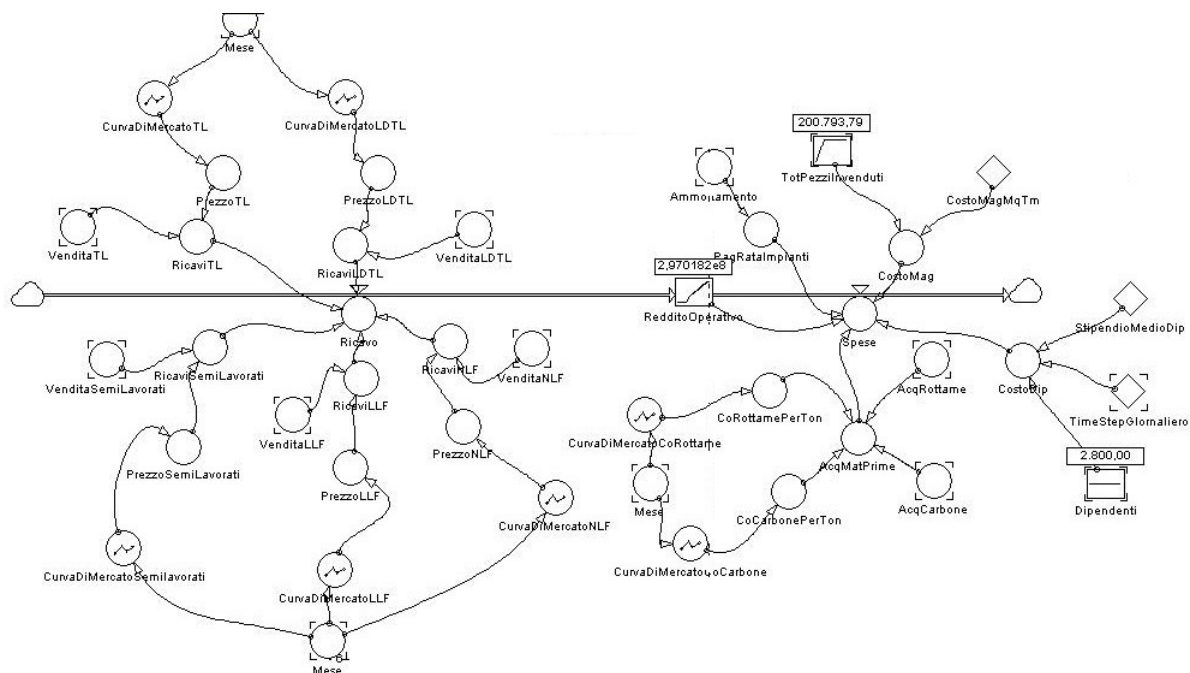 Mese
CurvaDiMercatoTL
CurvaDiMercatoLDTL
200.793,79
TotPezziInvenduti
CostoMagMqTm
PrezzoTL
PrezzoLDTL
Ammortamento
VenditaTL
RicaviTL
VenditaLDTL
RicaviLDTL
PagRataImpianti
CostoMag
2,970182e8
RedditoOperativo
Ricavo
Spese
StipendioMedioDip
VenditaSemiLavorati
RicaviSemiLavorati
RicaviNLF
VenditaNLF
AcqRottame
CostoDip
TimeStepGiornaliero
RicaviLLF
VenditaLLF
CoRottamePerTon
CurvaDiMercatoCoRottame
PrezzoNLF
2.800,00
PrezzoSemiLavorati
PrezzoLLF
AcqMatPrime
Mese
CoCarbonePerTon
AcqCarbone
Dipendenti
CurvaDiMercatoNLF
CurvaDiMercatoCoCarbone
CurvaDiMercatoSemilavorati
CurvaDiMercatoLLF
Mese